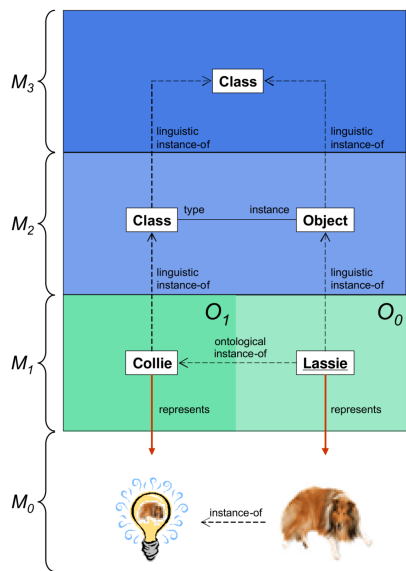 M3
Class
linguistic
instance-of
linguistic
instance-of
M2
Class
type
instance
Object
linguistic
instance-of
linguistic
instance-of
O1
O0
M1
Collie
ontological
instance-of
Lassie
represents
represents
M0
instance-of